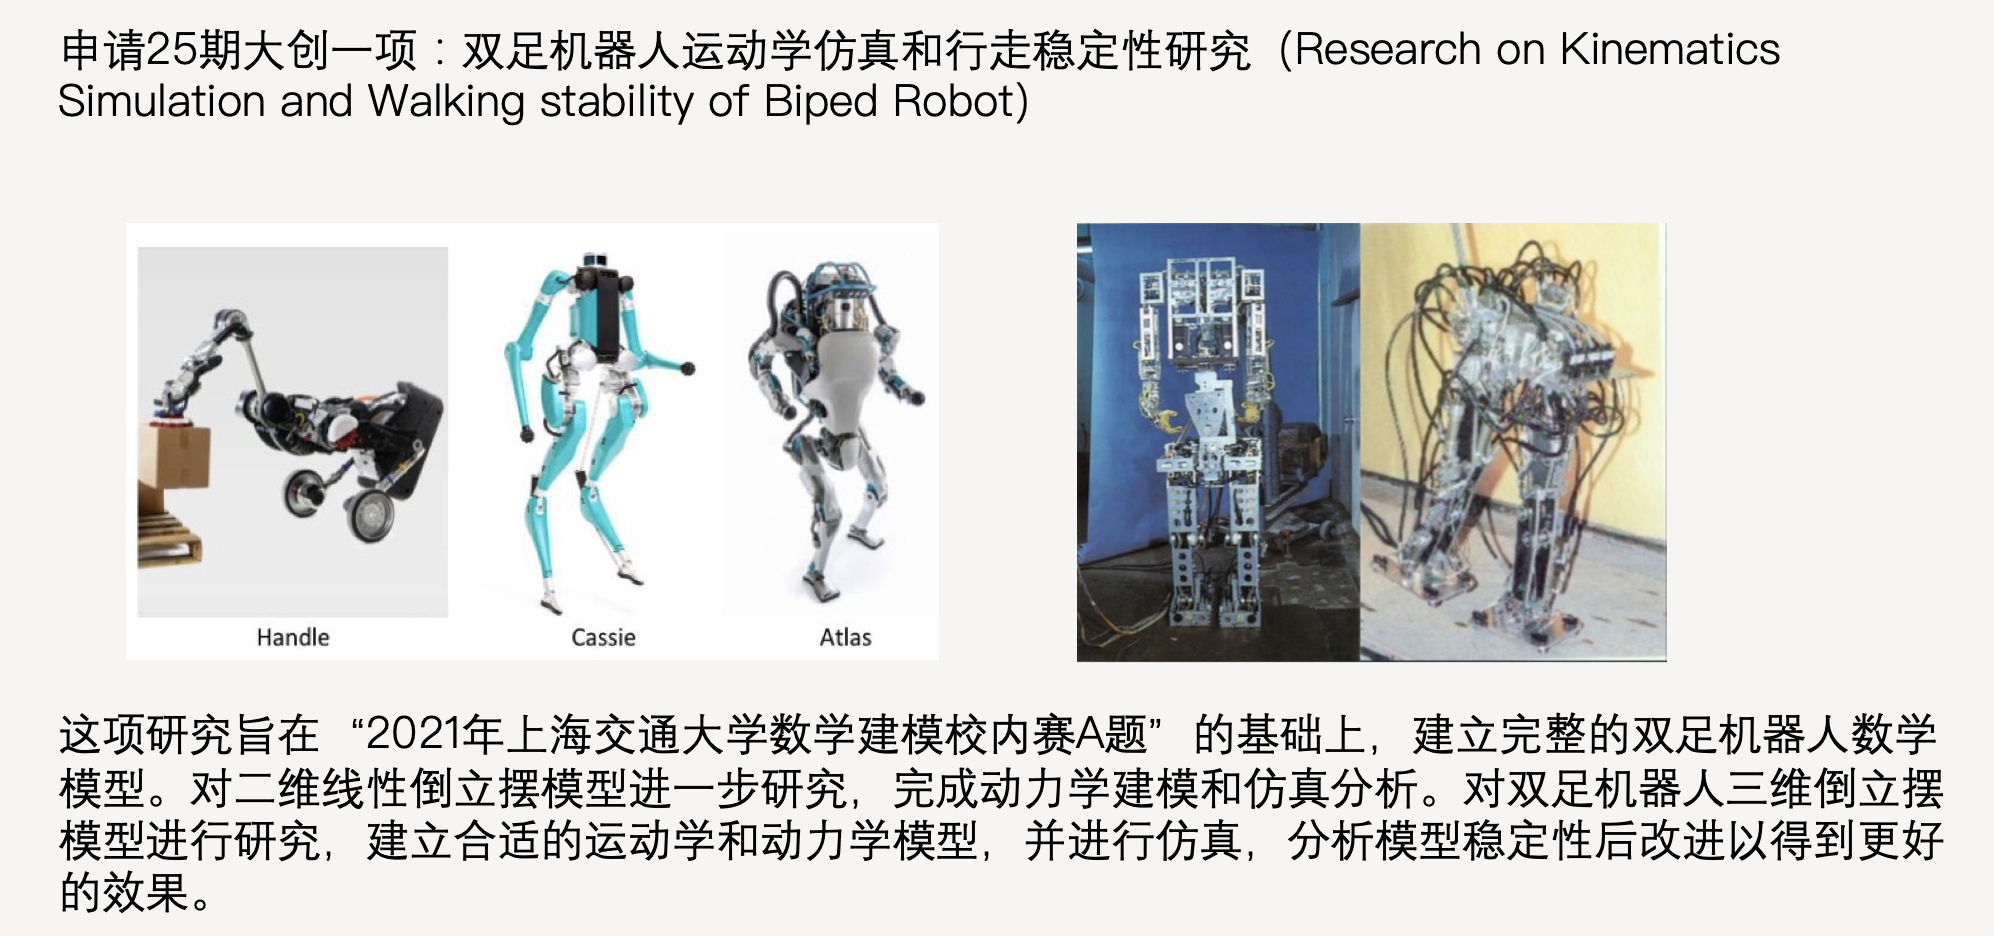 申请25期大创一项：双足机器人运动学仿真和行走稳定性研究（Research on Kinematics
Simulation and Walking stability of Biped Robot)
Handle
Cassie
Atlas
这项研究旨在“2021年上海交通大学数学建模校内赛A题”的基础上，建立完整的双足机器人数学
模型。对二维线性倒立摆模型进一步研究，完成动力学建模和仿真分析。对双足机器人三维倒立摆
模型进行研究，建立合适的运动学和动力学模型，并进行仿真，分析模型稳定性后改进以得到更好
的效果。